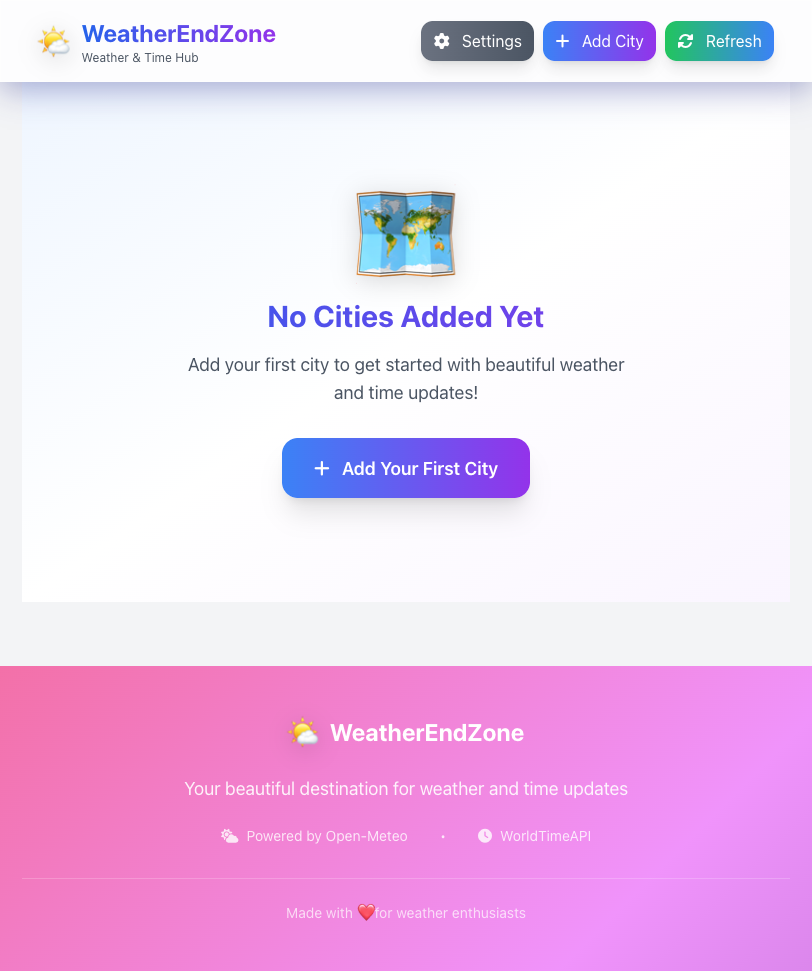 WeatherEndZone
Weather & Time Hub
Settings
Add City
Refresh
No Cities Added Yet
Add your first city to get started with beautiful weather
and time updates!
Add Your First City
WeatherEndZone
Your beautiful destination for weather and time updates
Powered by Open-Meteo • WorldTimeAPI
Made with ❤️for weather enthusiasts